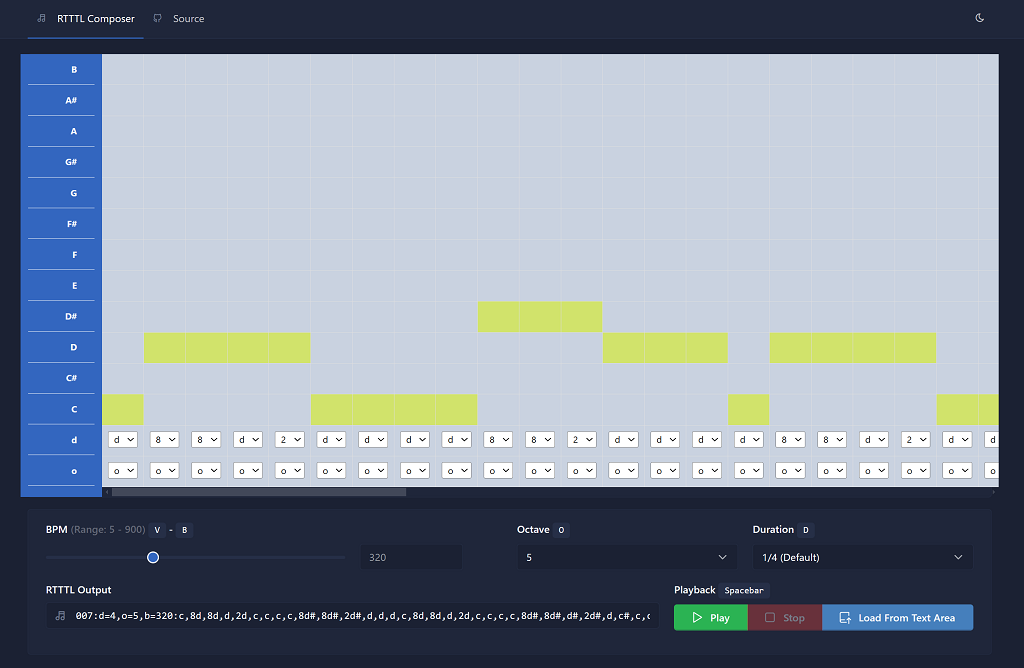 RTTTL Composer Source
B
A#
A
G#
G
F#
F
E
D#
D
C#
C
d d 8 8 d 2 d d d d 8 8 2 d d d d 8 8 d 2 d d
o o o o o o o o o o o o o o o o o o o o o o o
BPM (Range: 5 - 900) V - B Octave O Duration D
320 5 1/4 (Default)
RTTTL Output Playback Spacebar
007:d=4,o=5,b=320:c,8d,8d,d,2d,c,c,c,c,8d#,8d#,2d#,d,d,d,c,8d,8d,d,2d,c,c,c,c,8d#,8d#,d#,2d#,d,c#,c,c Play Stop Load From Text Area